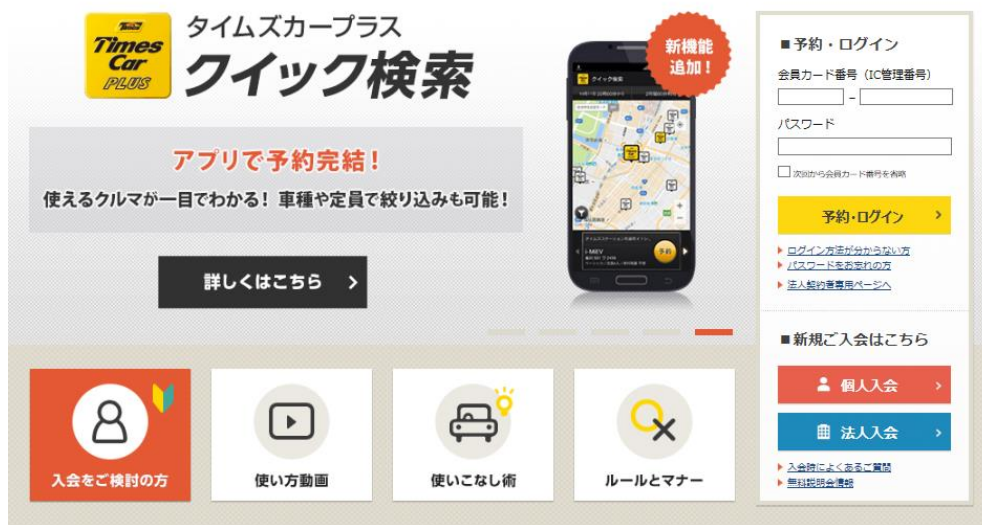 Times
Car
PLUS
タイムズカープラス
クイック検索
新機能
追加！
クイック検索
アプリで予約完結！
使えるクルマが一目でわかる！ 車種や定員で絞り込みも可能！
詳しくはこちら
i-MiEV
予約
■予約・ログイン
会員カード番号（IC管理番号）
－
パスワード
次回から会員カード番号を省略
予約・ログイン
ログイン方法が分からない方
パスワードをお忘れの方
法人契約者専用ページへ
■新規ご入会はこちら
個人入会
法人入会
入会時によくあるご質問
無料説明会情報
入会をご検討の方
使い方動画
使いこなし術
ルールとマナー